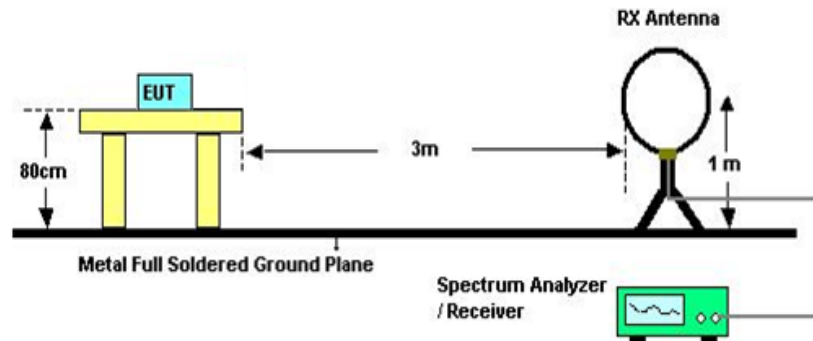 RX Antenna
EUT
80cm
3m
1 m
Metal Full Soldered Ground Plane
Spectrum Analyzer
/ Receiver